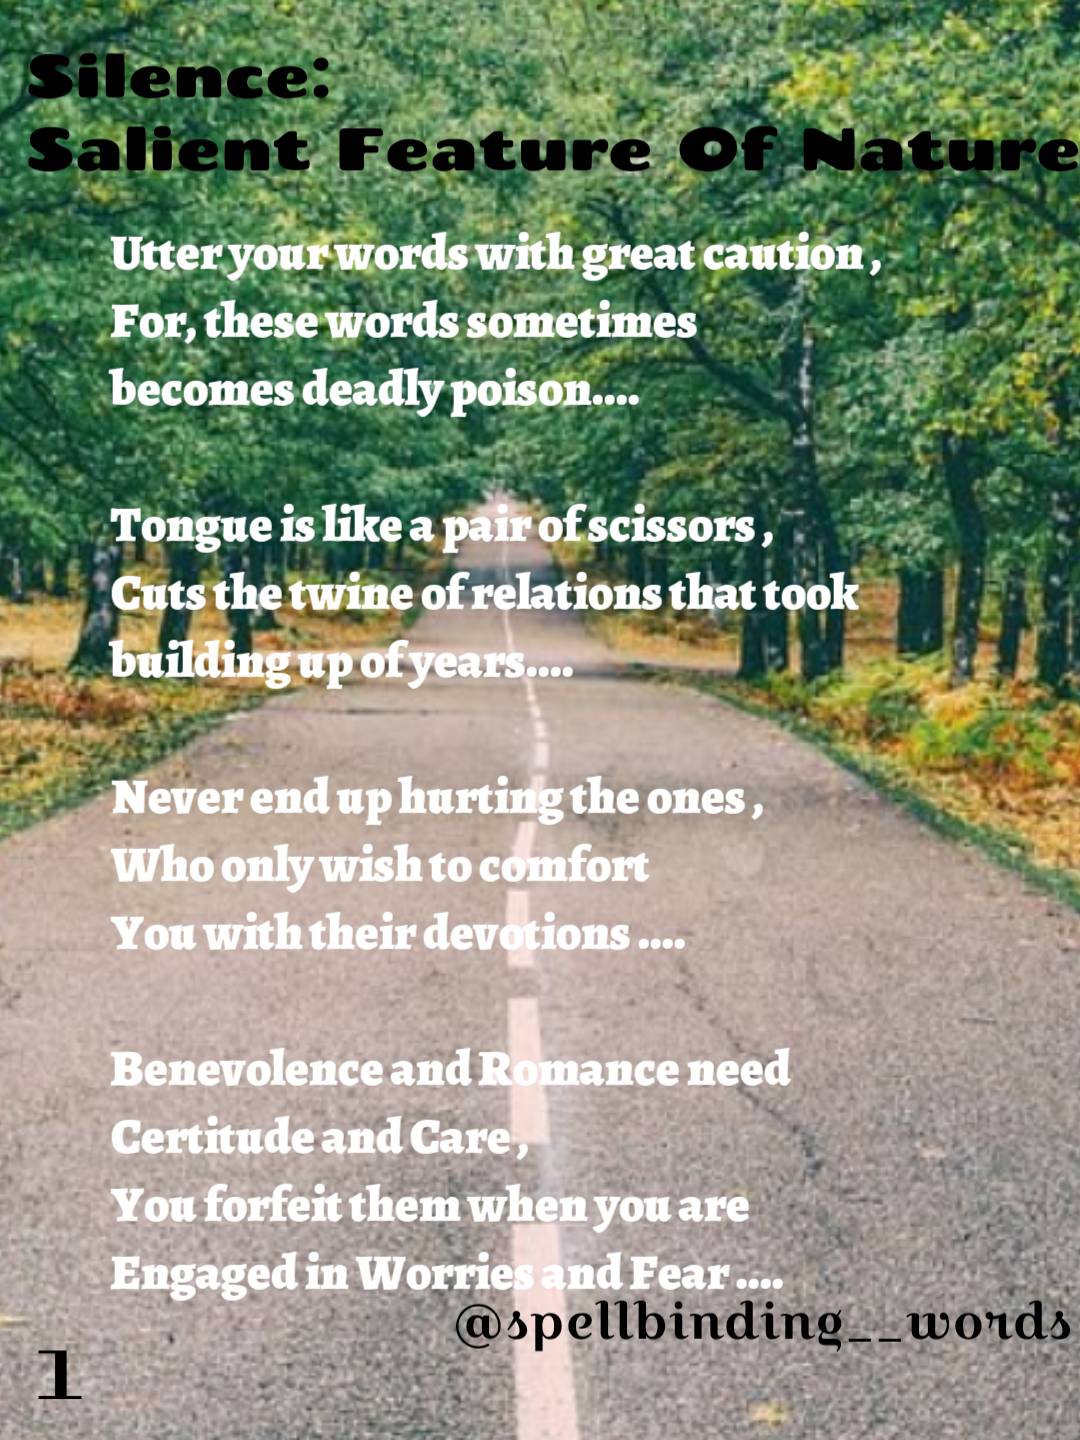 Silence:
Salient Feature Of Nature
Utter your words with great caution ,
For, these words sometimes
becomes deadly poison....
Tongue is like a pair of scissors ,
Cuts the twine of relations that took
building up of years....
Never end up hurting the ones ,
Who only wish to comfort
You with their devotions ....
Benevolence and Romance need
Certitude and Care ,
You forfeit them when you are
Engaged in Worries and Fear ....
@spellbinding__words
1